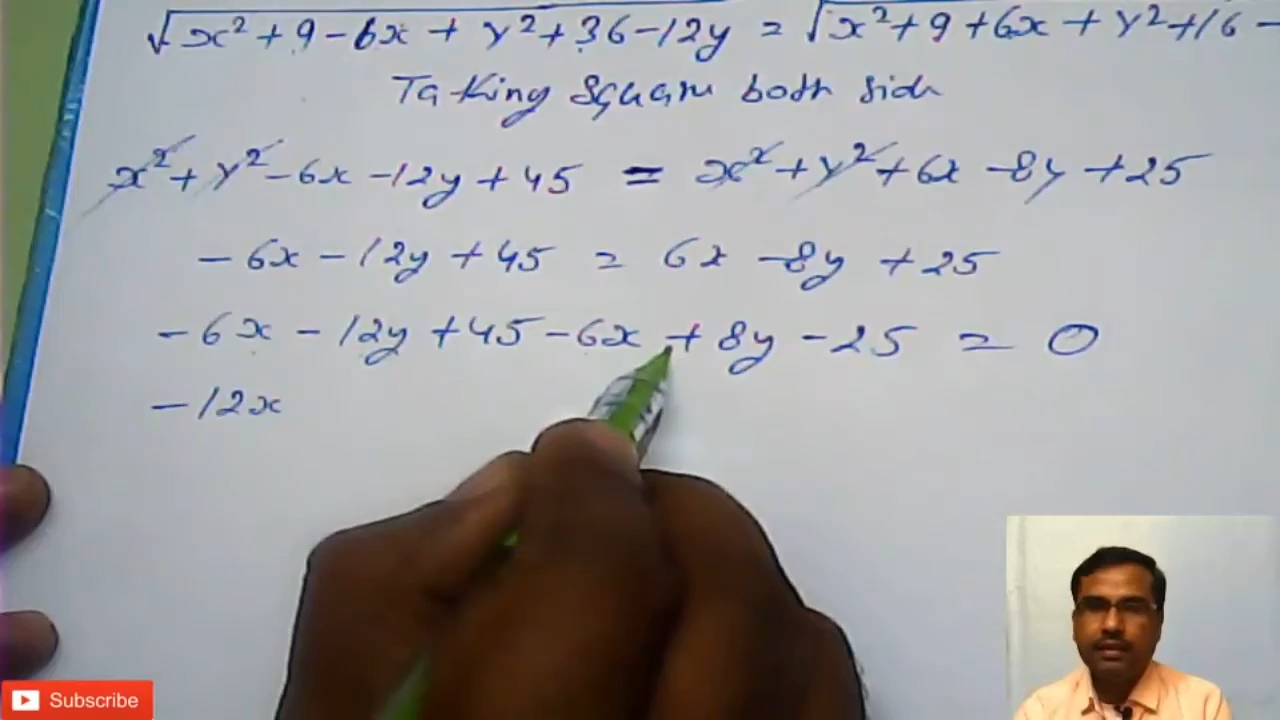 √x²+9-6x+y²+36-12y = √x²+9+6x+y²+16-
Taking Square both side
x²+y²-6x-12y+45 = x²+y²+6x-8y+25
-6x-12y+45 = 6x-8y+25
-6x-12y+45-6x+8y-25 = 0
-12x
Subscribe